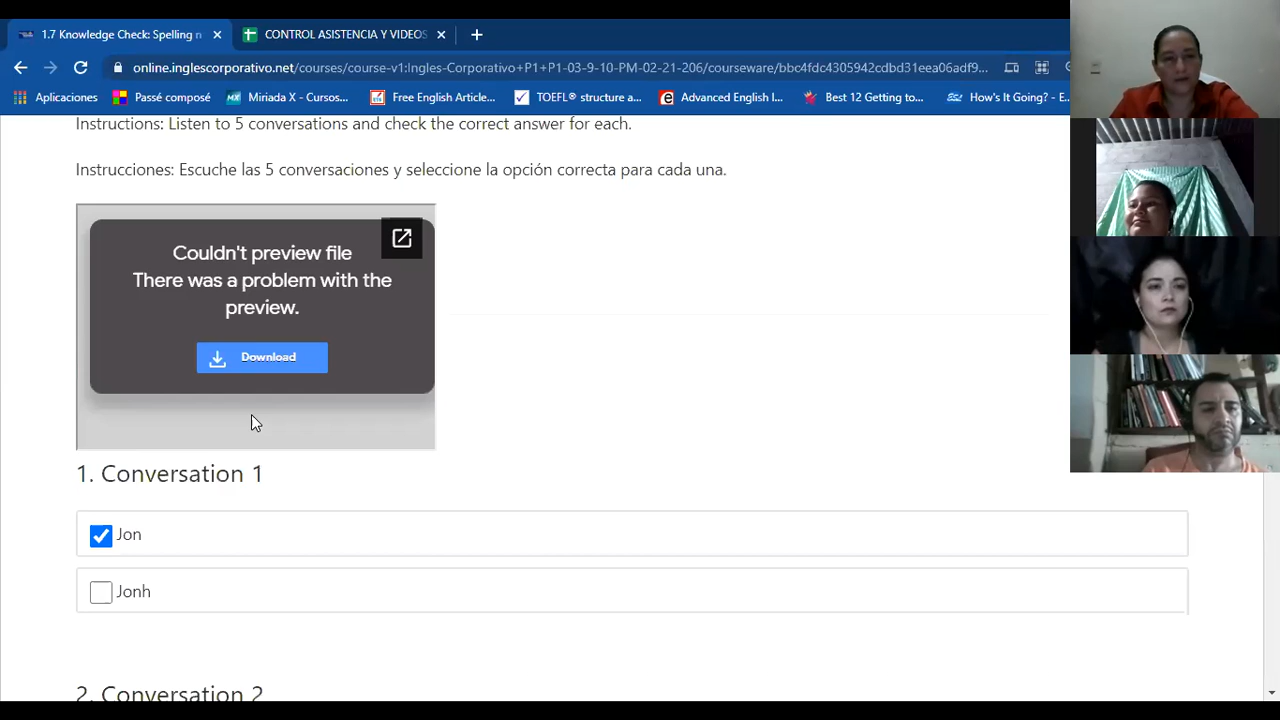 1.7 Knowledge Check: Spelling n
CONTROL ASISTENCIA Y VIDEOS
online.inglescorporativo.net/courses/course-v1:Ingles-Corporativo+P1+P1-03-9-10-PM-02-21-206/courseware/bbc4fdc4305942cdbd31eea06adf9...
Aplicaciones
Passé composé
Miriada X - Cursos...
Free English Article...
TOEFL® structure a...
Advanced English I...
Best 12 Getting to...
How's It Going? - E...
Instructions: Listen to 5 conversations and check the correct answer for each.
Instrucciones: Escuche las 5 conversaciones y seleccione la opción correcta para cada una.
Couldn't preview file
There was a problem with the
preview.
Download
1. Conversation 1
Jon
Jonh
2. Conversation 2